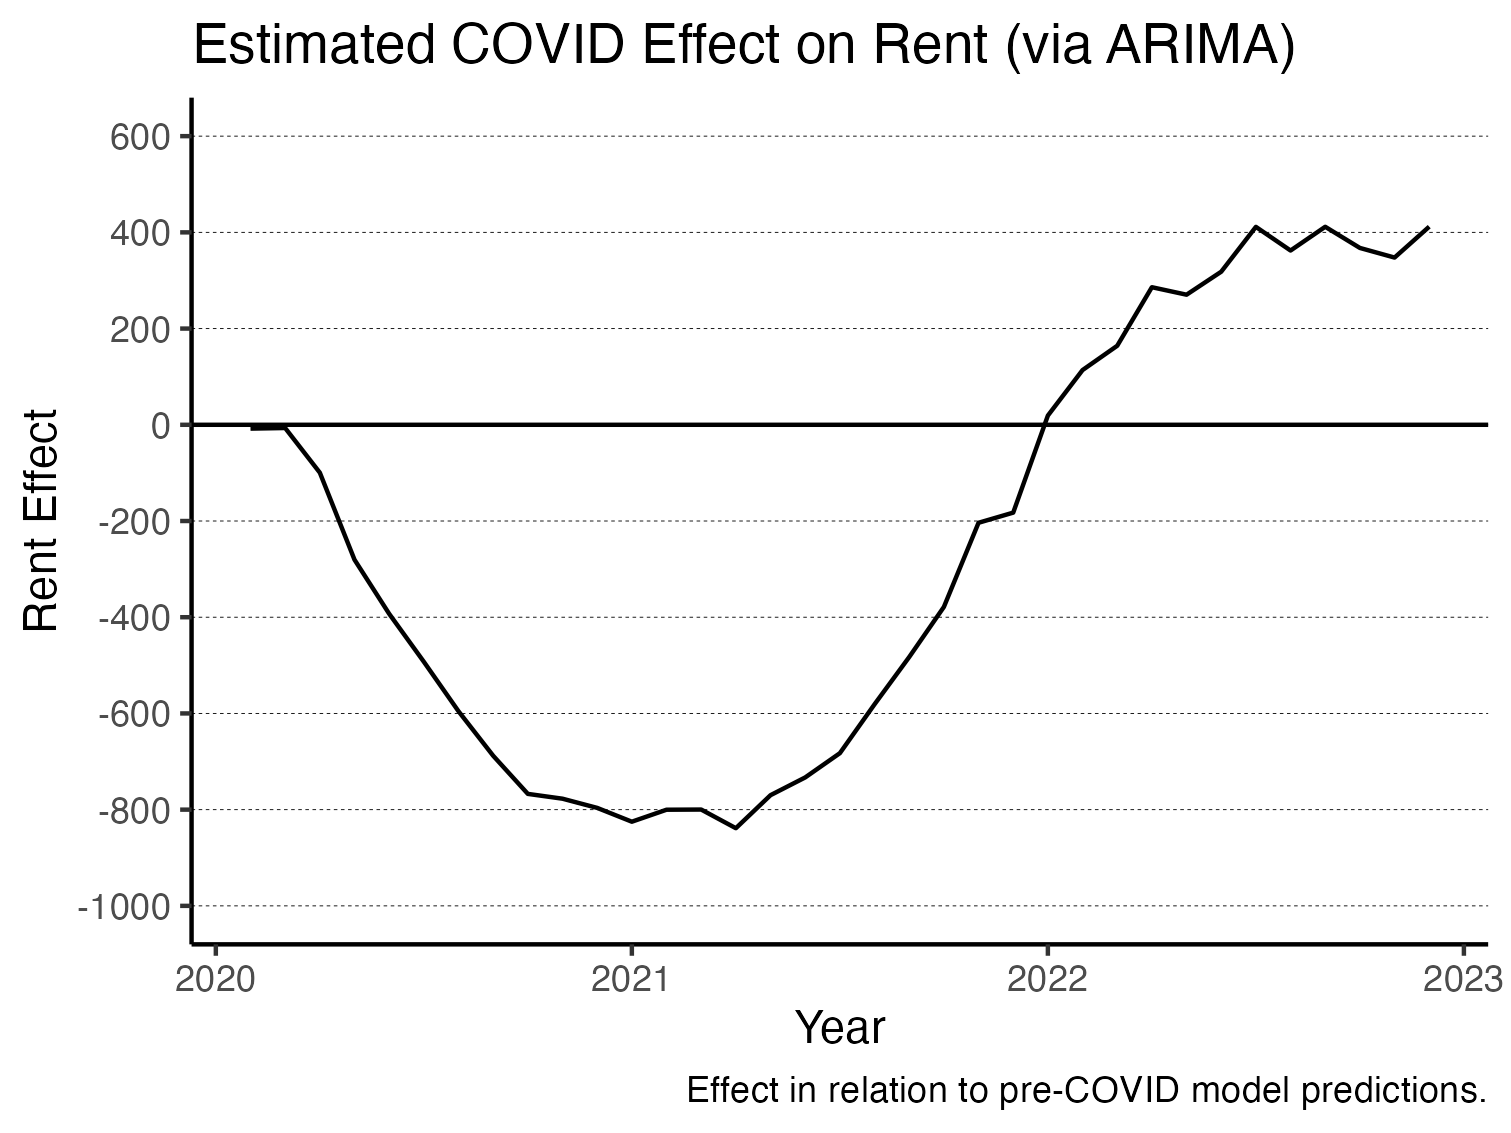 Estimated COVID Effect on Rent (via ARIMA)
600
400
200
0
-200
-400
-600
-800
-1000
Rent Effect
2020 2021 2022 2023
Year
Effect in relation to pre-COVID model predictions.